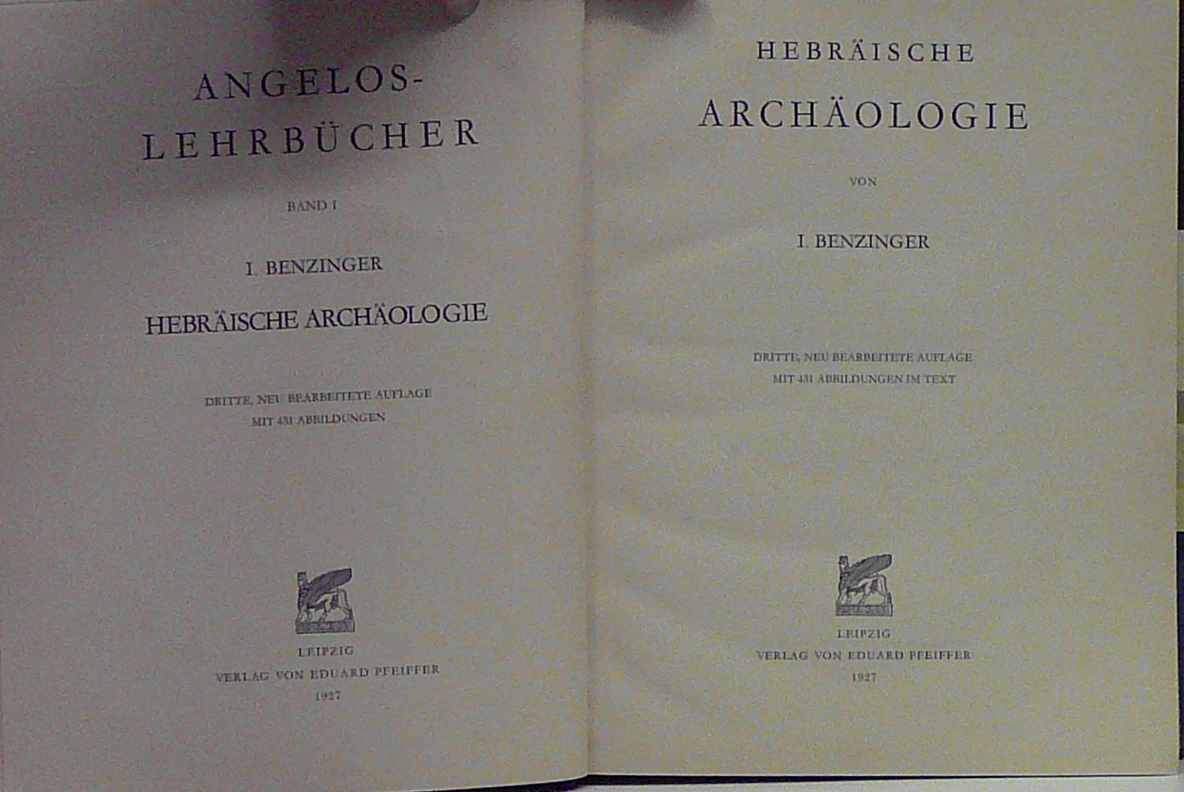 ANGELOS-
LEHRBÜCHER
BAND I
I. BENZINGER
HEBRÄISCHE ARCHÄOLOGIE
DRITTE, NEU BEARBEITETE AUFLAGE
MIT 431 ABBILDUNGEN
LEIPZIG
VERLAG VON EDUARD PFEIFFER
1927
HEBRÄISCHE
ARCHÄOLOGIE
VON
I. BENZINGER
DRITTE, NEU BEARBEITETE AUFLAGE
MIT 431 ABBILDUNGEN IM TEXT
LEIPZIG
VERLAG VON EDUARD PFEIFFER
1927